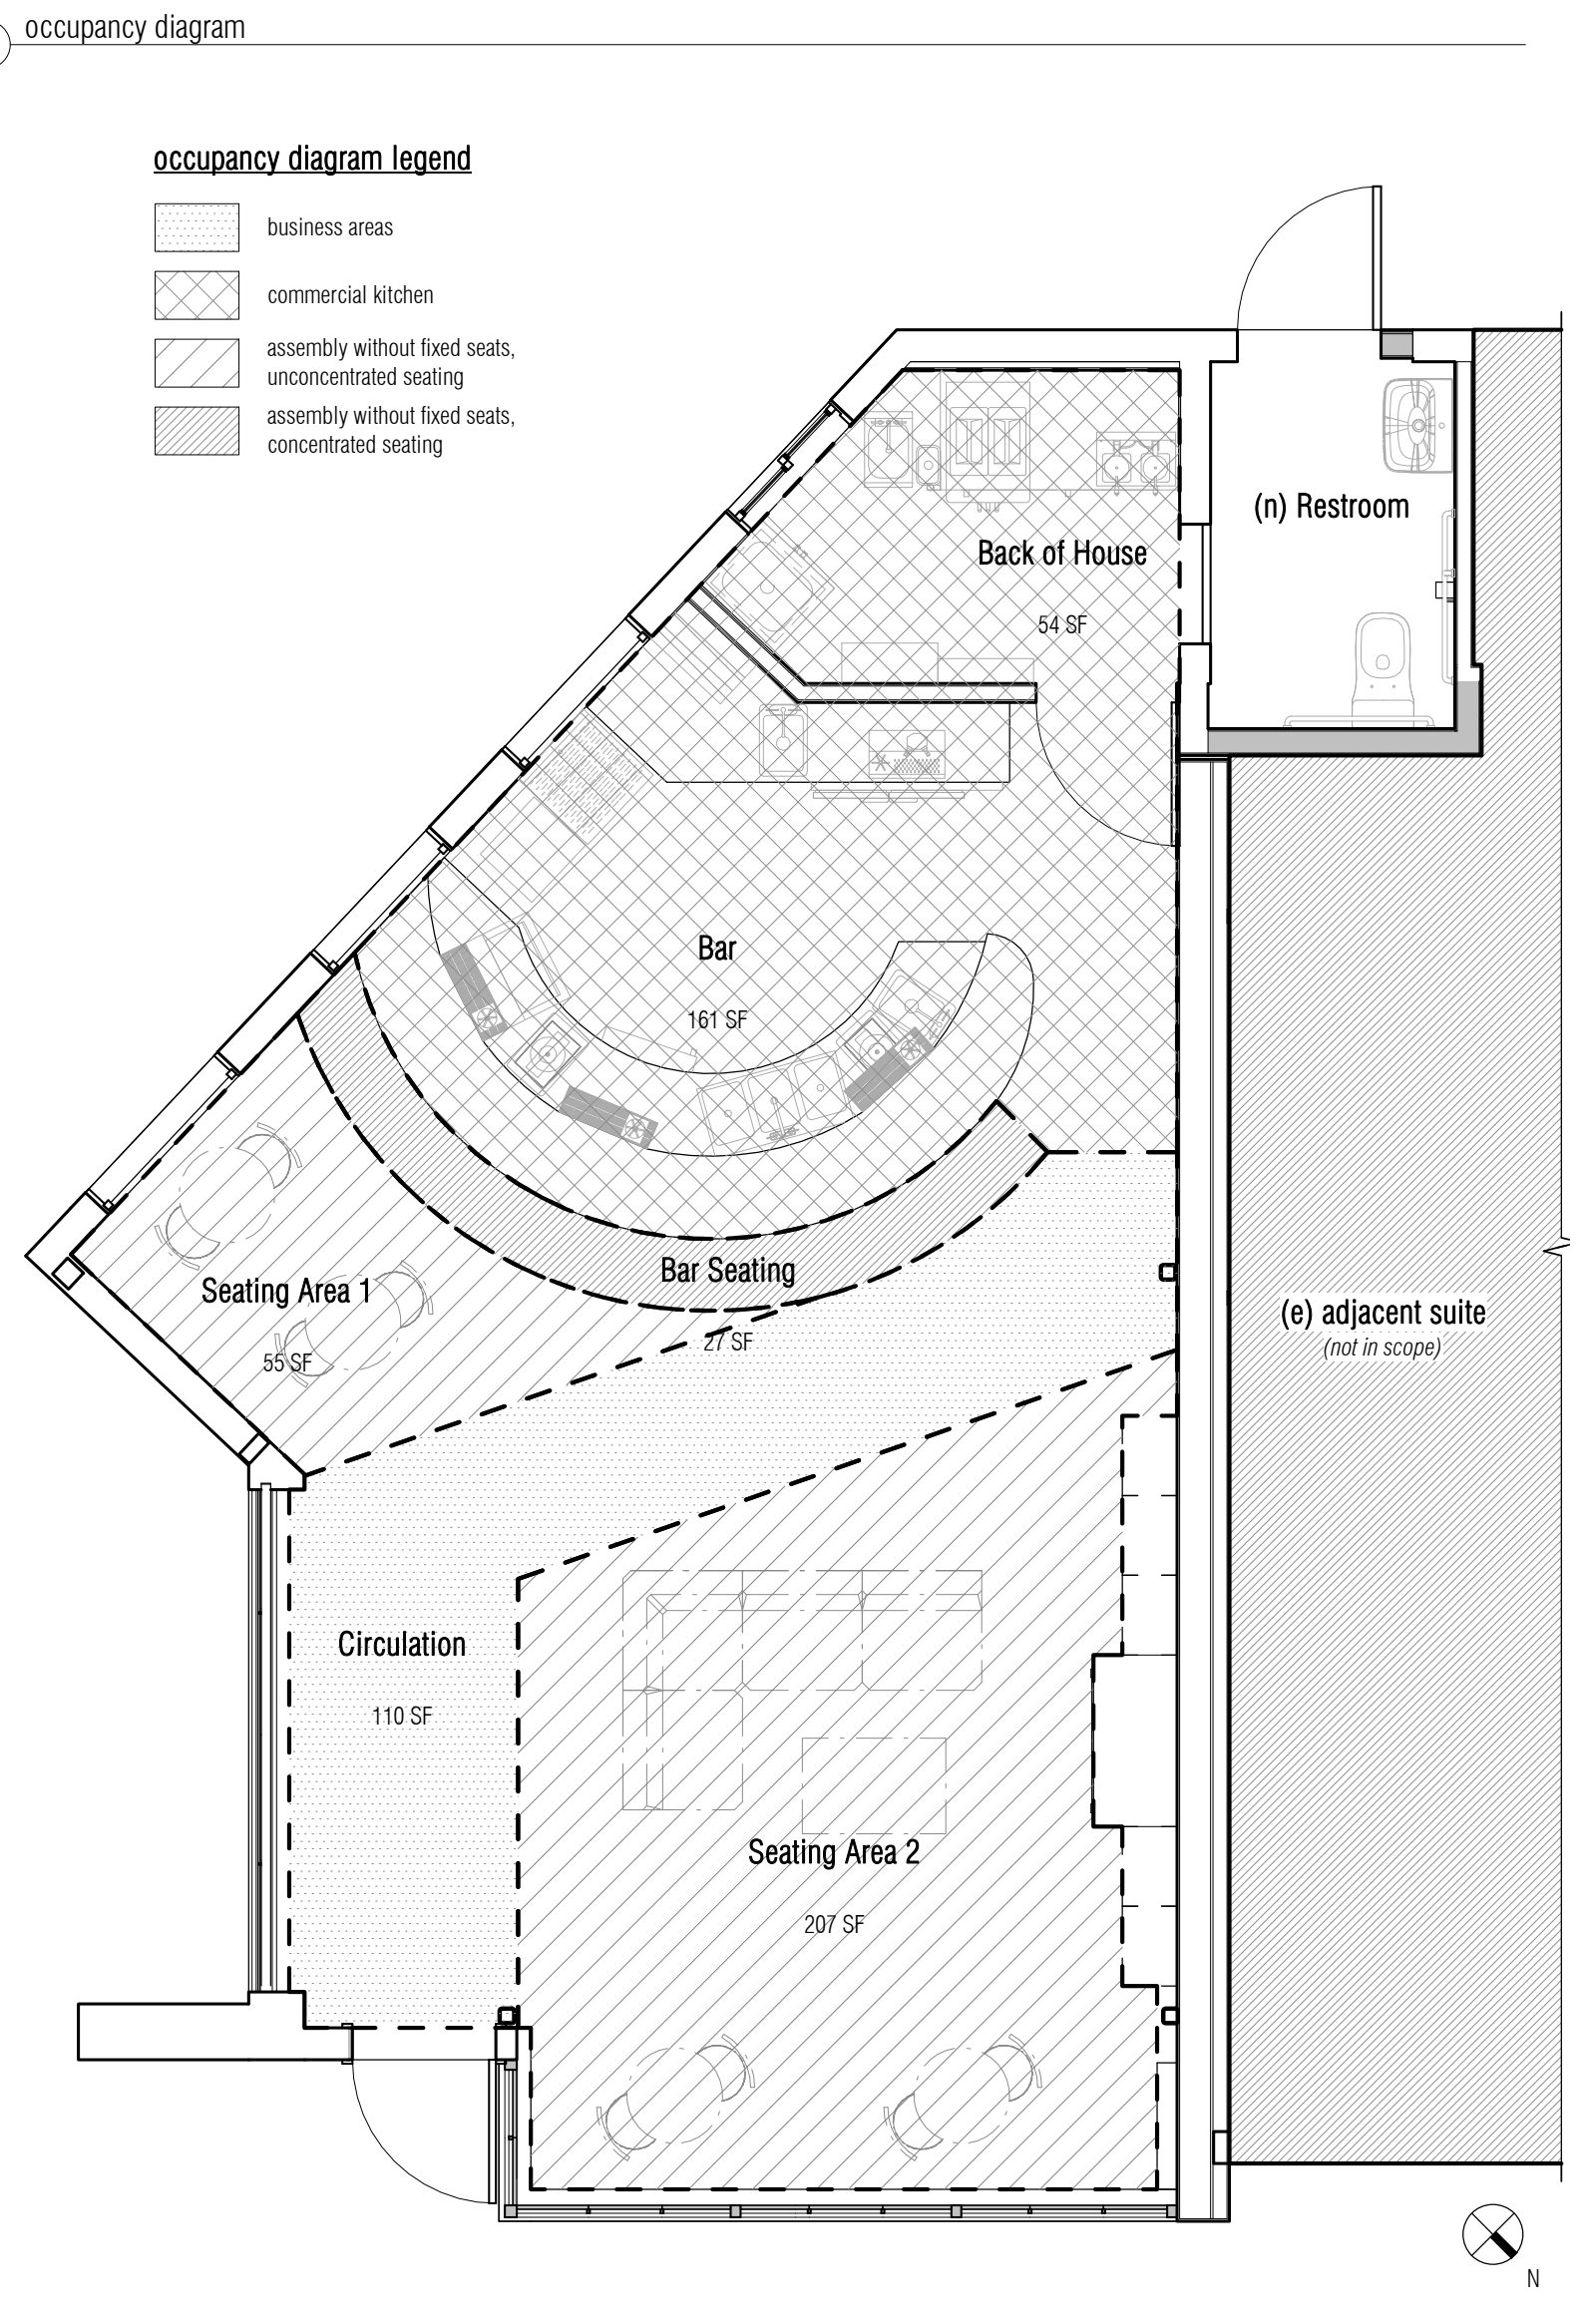 occupancy diagram
occupancy diagram legend
business areas
commercial kitchen
assembly without fixed seats,
unconcentrated seating
assembly without fixed seats,
concentrated seating
(n) Restroom
Back of House
54 SF
Bar
161 SF
Bar Seating
27 SF
Seating Area 1
55 SF
(e) adjacent suite
(not in scope)
Circulation
110 SF
Seating Area 2
207 SF
N